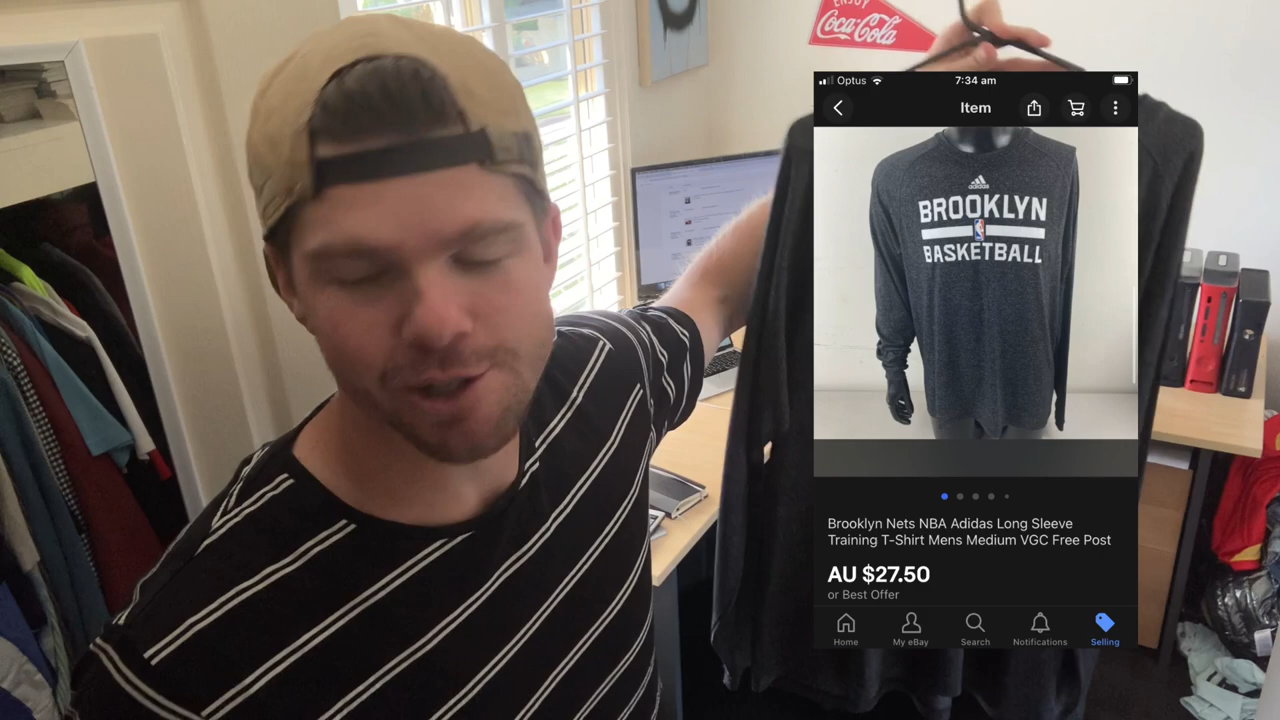 ENJOY
Coca-Cola
Optus
7:34 am
Item
adidas
BROOKLYN
BASKETBALL
Brooklyn Nets NBA Adidas Long Sleeve
Training T-Shirt Mens Medium VGC Free Post
AU $27.50
or Best Offer
Home
My eBay
Search
Notifications
Selling